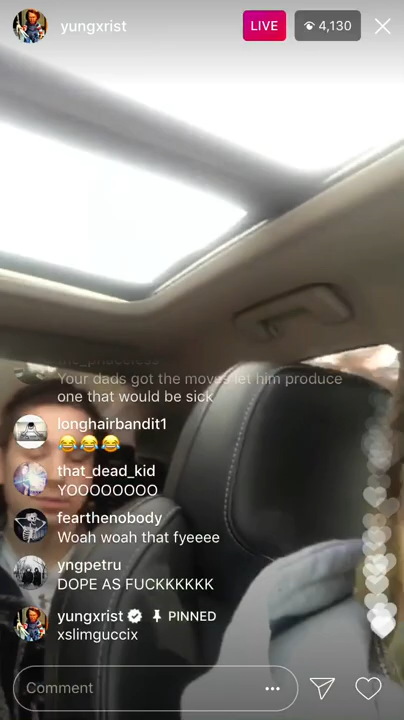 yungxrist
LIVE
4,130
Your dads got the moves let him produce
one that would be sick
longhairbandit1
😂😂😂
that_dead_kid
YOOOOOOOO
fearthenobody
Woah woah that fyeeee
yngpetru
DOPE AS FUCKKKKKK
yungxrist PINNED
xslimguccix
Comment